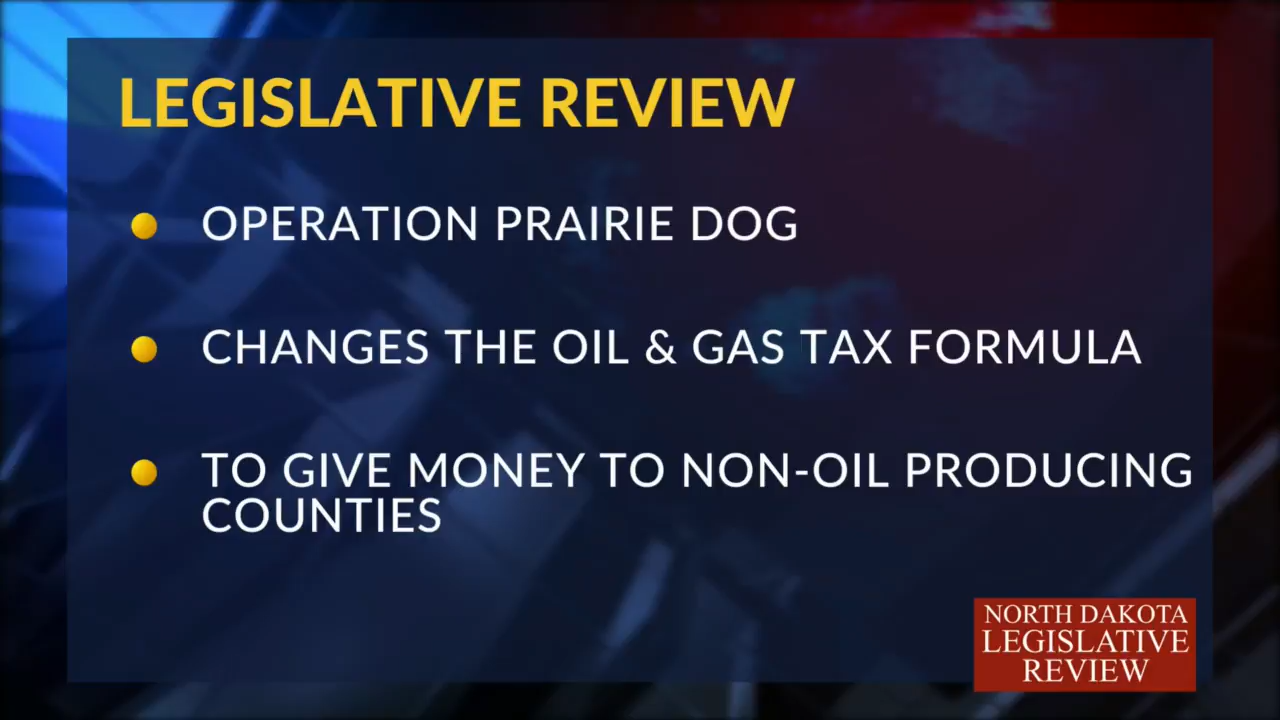 LEGISLATIVE REVIEW
OPERATION PRAIRIE DOG
CHANGES THE OIL & GAS TAX FORMULA
TO GIVE MONEY TO NON-OIL PRODUCING
COUNTIES
NORTH DAKOTA
LEGISLATIVE
REVIEW